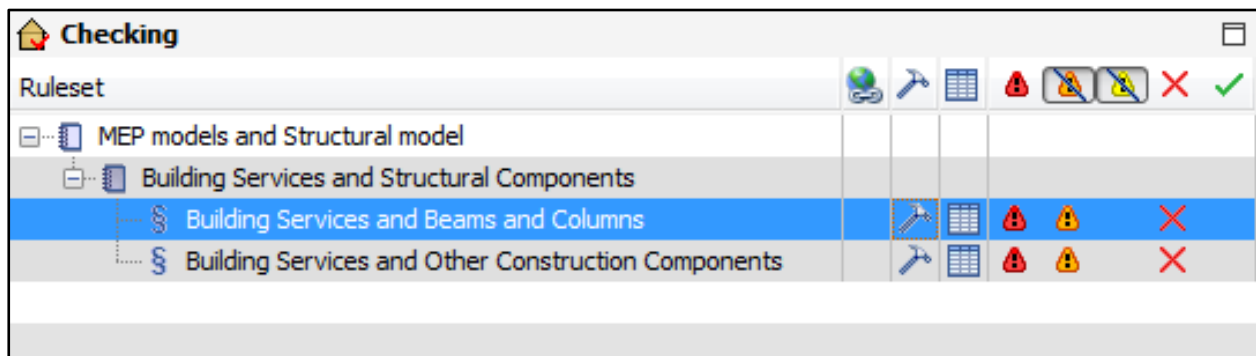 Checking
Ruleset
MEP models and Structural model
Building Services and Structural Components
§ Building Services and Beams and Columns
§ Building Services and Other Construction Components